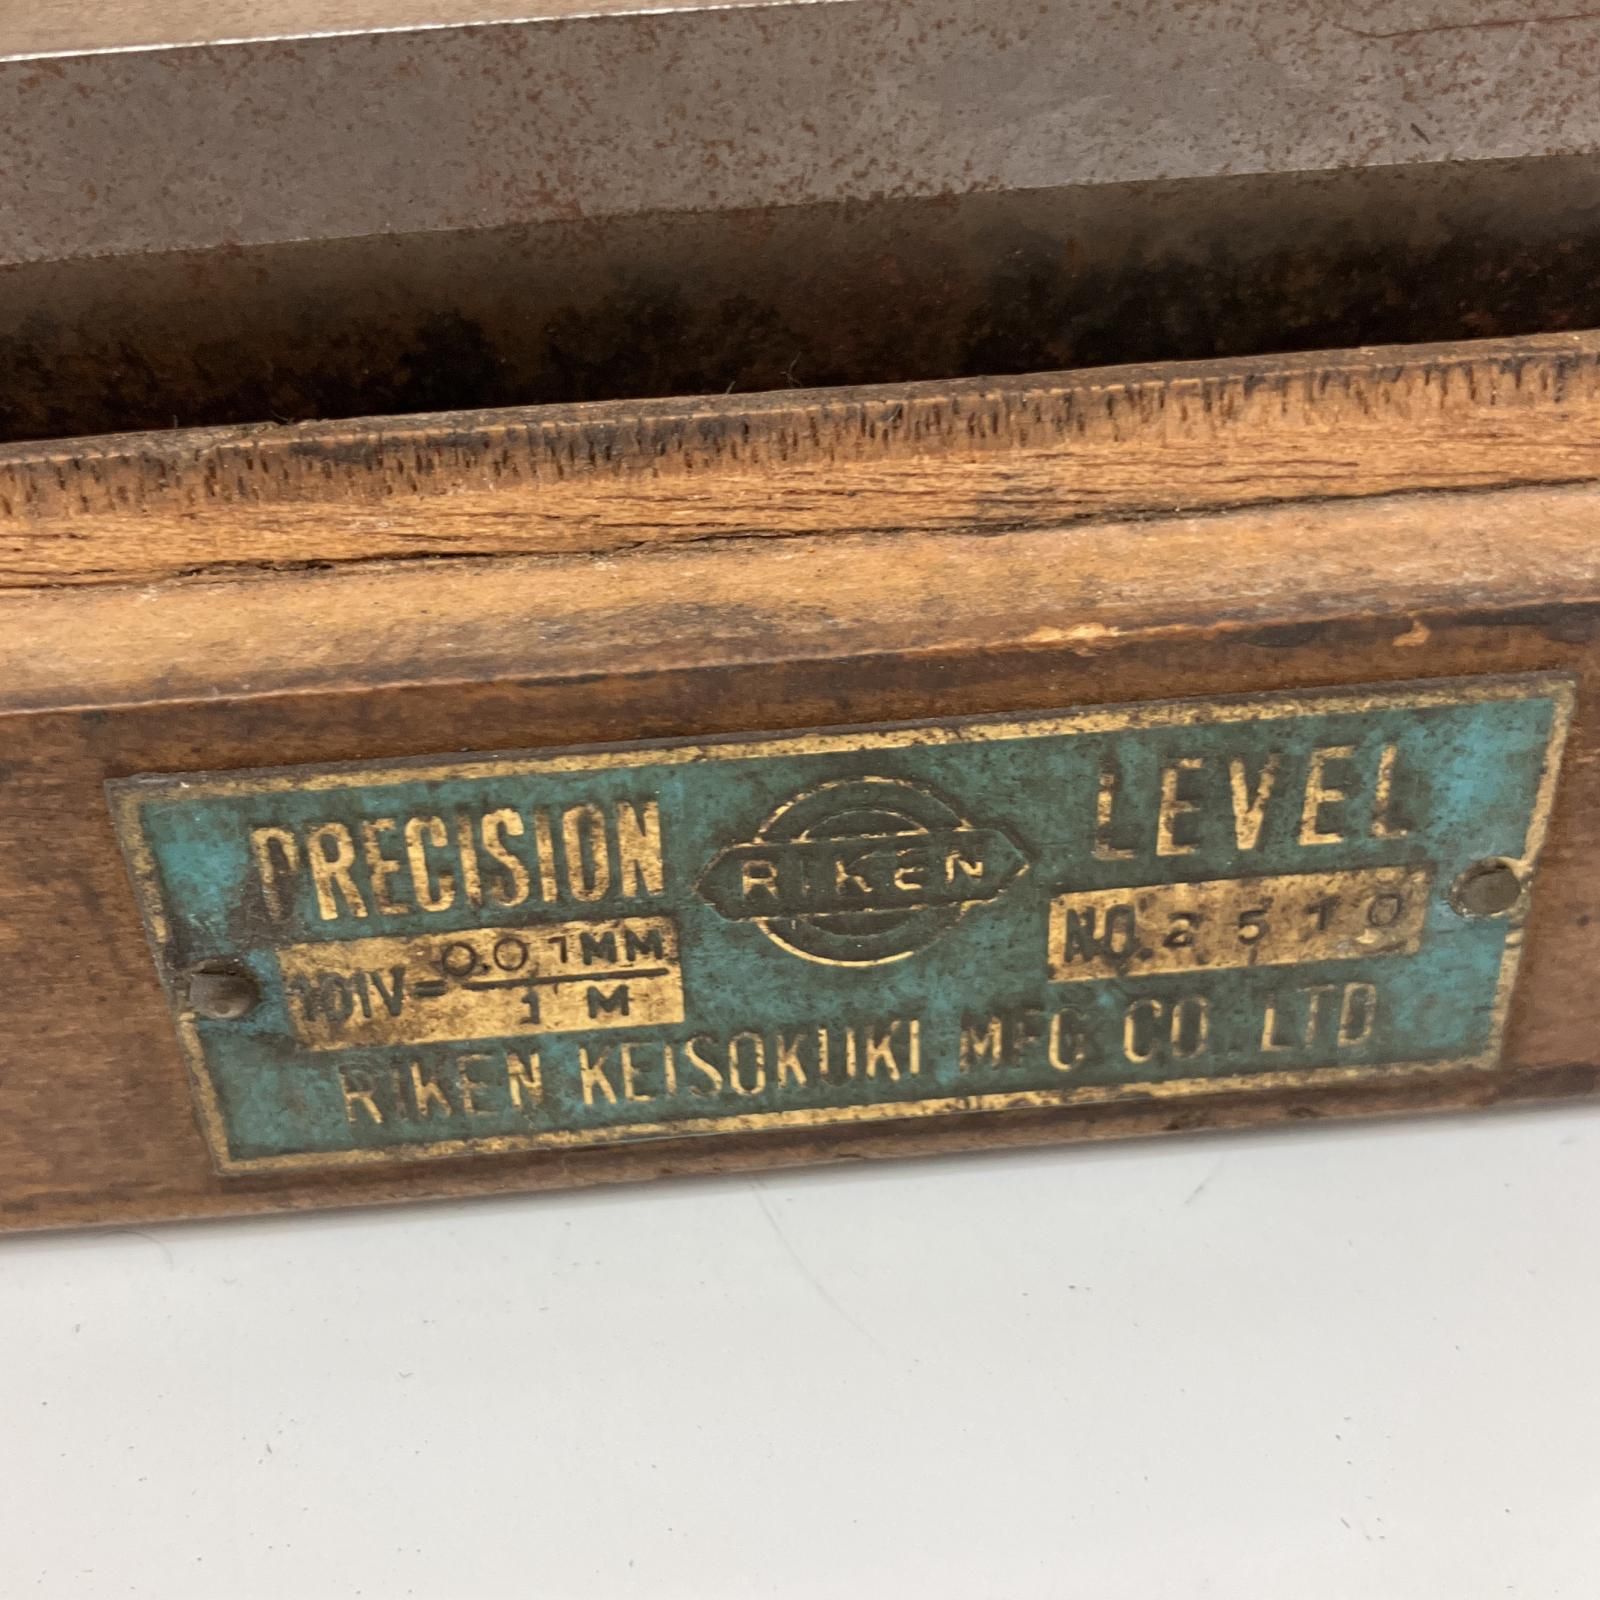 PRECISION RIKEN LEVEL
1DIV= 0.01MM
1 M
NO. 2510
RIKEN KEISOKUKI MFG CO. LTD.